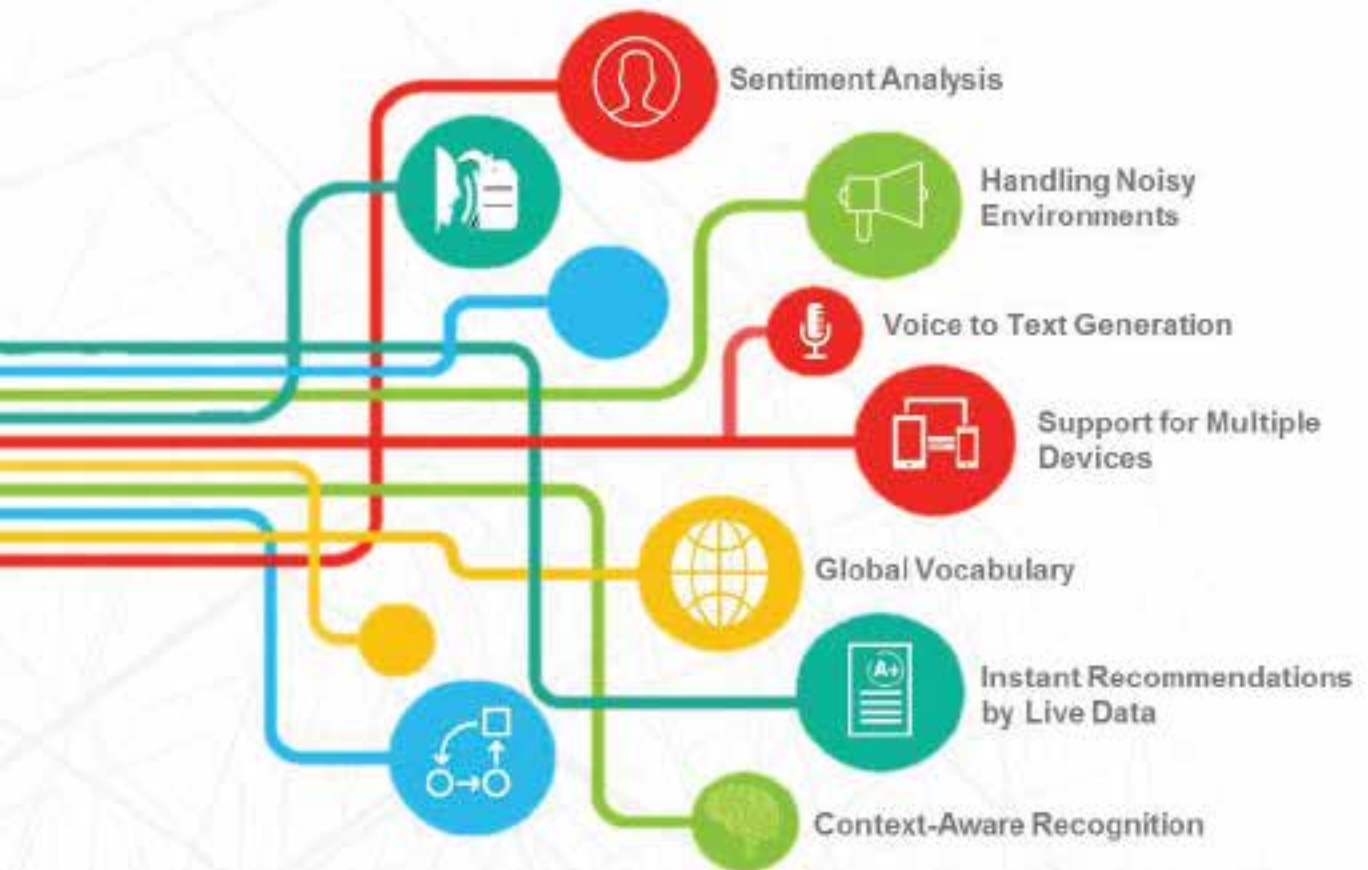 Sentiment Analysis
Handling Noisy
Environments
Voice to Text Generation
Support for Multiple
Devices
Global Vocabulary
A+
Instant Recommendations
by Live Data
Context-Aware Recognition